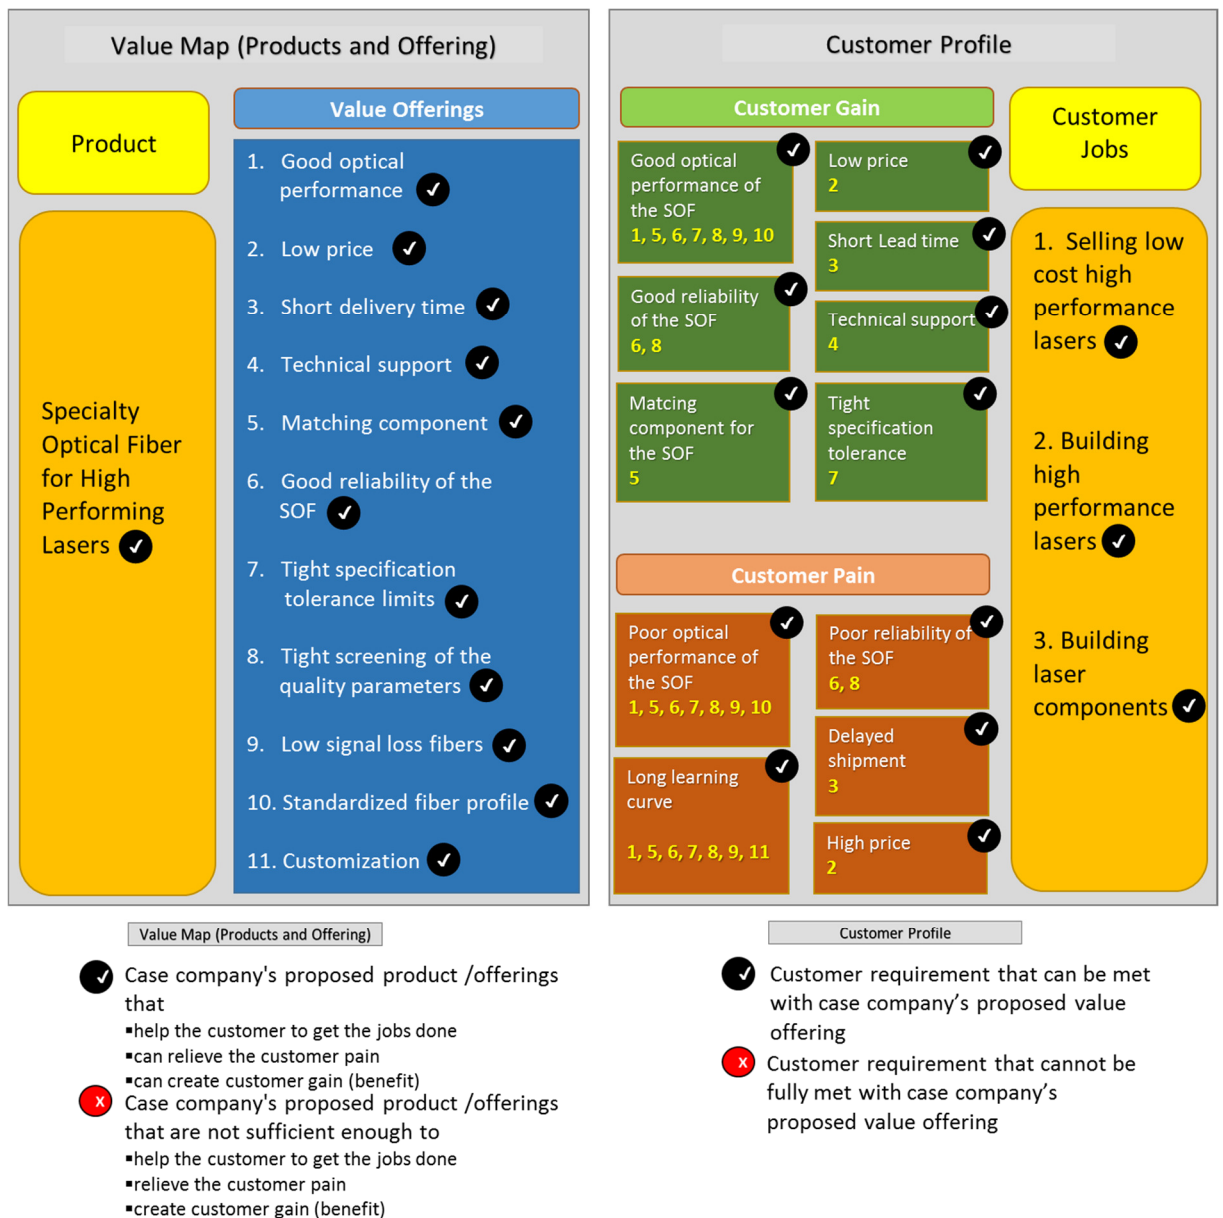 Value Map (Products and Offering)
Product
Specialty
Optical Fiber
for High
Performing
Lasers
Value Offerings
1. Good optical
performance
2. Low price
3. Short delivery time
4. Technical support
5. Matching component
6. Good reliability of the
SOF
7. Tight specification
tolerance limits
8. Tight screening of the
quality parameters
9. Low signal loss fibers
10. Standardized fiber profile
11. Customization
Customer Profile
Customer Gain
Good optical
performance of
the SOF
1, 5, 6, 7, 8, 9, 10
Low price
2
Short Lead time
3
Good reliability
of the SOF
6, 8
Technical support
4
Matcing
component for
the SOF
5
Tight
specification
tolerance
7
Customer Pain
Poor optical
performance of
the SOF
1, 5, 6, 7, 8, 9, 10
Poor reliability of
the SOF
6, 8
Delayed
shipment
3
Long learning
curve
1, 5, 6, 7, 8, 9, 11
High price
2
Customer
Jobs
1. Selling low
cost high
performance
lasers
2. Building
high
performance
lasers
3. Building
laser
components
Value Map (Products and Offering)
Case company's proposed product /offerings
that
▪help the customer to get the jobs done
▪can relieve the customer pain
▪can create customer gain (benefit)
X Case company's proposed product /offerings
that are not sufficient enough to
▪help the customer to get the jobs done
▪relieve the customer pain
▪create customer gain (benefit)
Customer Profile
Customer requirement that can be met
with case company’s proposed value
offering
X Customer requirement that cannot be
fully met with case company’s
proposed value offering